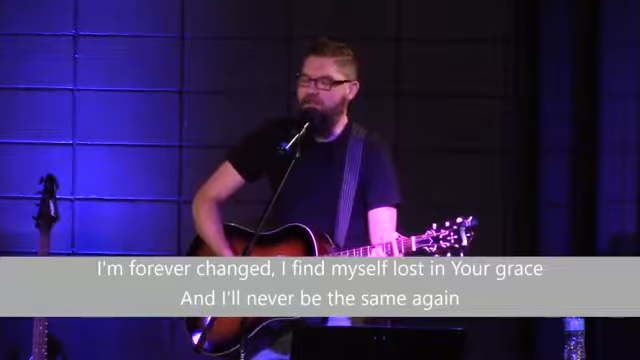 I'm forever changed, I find myself lost in Your grace
And I'll never be the same again